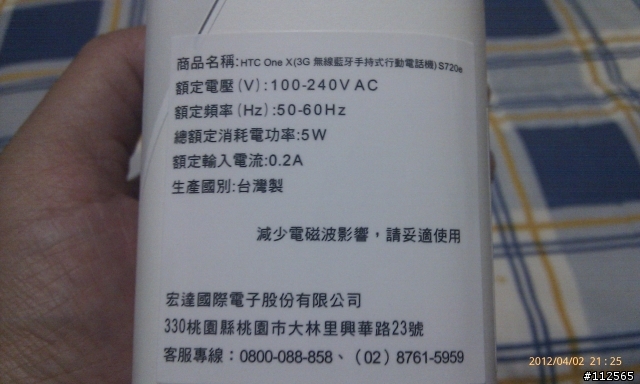 商品名稱:HTC One X(3G 無線藍牙手持式行動電話機) S720e
額定電壓(V):100-240V AC
額定頻率(Hz):50-60Hz
總額定消耗電功率:5W
額定輸入電流:0.2A
生產國別:台灣製
減少電磁波影響，請妥適使用
宏達國際電子股份有限公司
330桃園縣桃園市大林里興華路23號
客服專線：0800-088-858、(02) 8761-5959
2012/04/02 21:25
#112565